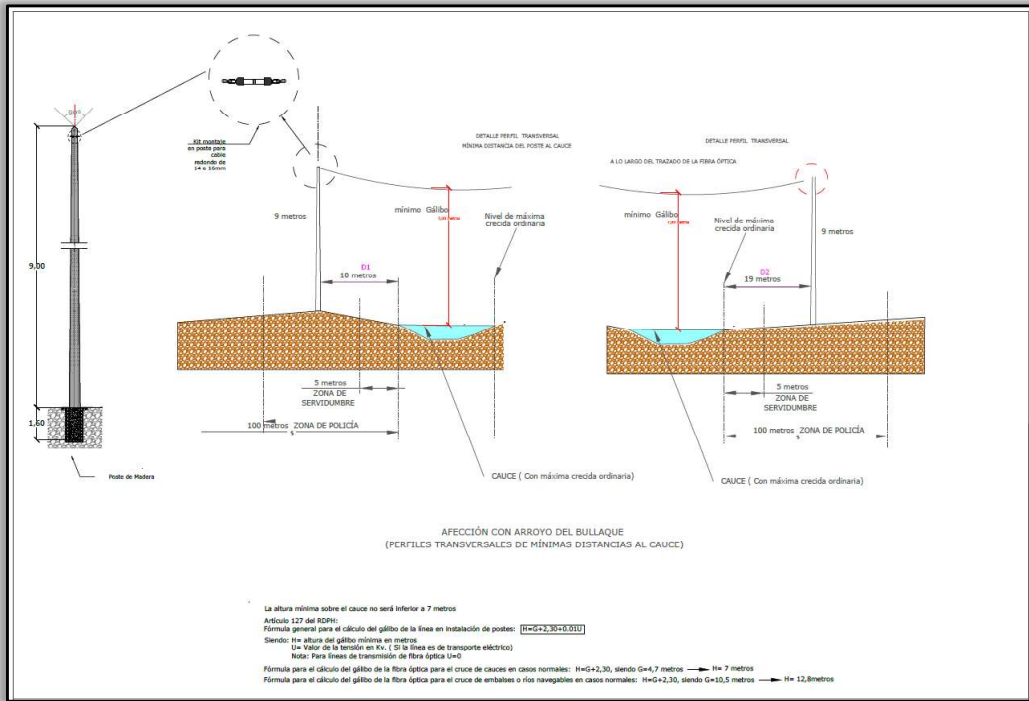 Kit montaje
en poste para
cable
redondo de
14 a 16mm
9,00
1,60
Poste de Madera
DETALLE PERFIL TRANSVERSAL
MÍNIMA DISTANCIA DEL POSTE AL CAUCE
9 metros
mínimo Gálibo
Nivel de máxima
crecida ordinaria
D1
10 metros
5 metros
ZONA DE
SERVIDUMBRE
100 metros ZONA DE POLICÍA
s
CAUCE ( Con máxima crecida ordinaria)
DETALLE PERFIL TRANSVERSAL
A LO LARGO DEL TRAZADO DE LA FIBRA ÓPTICA
mínimo Gálibo
Nivel de máxima
crecida ordinaria
9 metros
D2
19 metros
5 metros
ZONA DE
SERVIDUMBRE
100 metros ZONA DE POLICÍA
s
CAUCE ( Con máxima crecida ordinaria)
AFECCIÓN CON ARROYO DEL BULLAQUE
(PERFILES TRANSVERSALES DE MÍNIMAS DISTANCIAS AL CAUCE)
La altura mínima sobre el cauce no será inferior a 7 metros
Artículo 127 del RDPH:
Fórmula general para el cálculo del gálibo de la línea en instalación de postes: H=G+2,30+0.01U
Siendo: H= altura del gálibo mínima en metros
U= Valor de la tensión en Kv. ( Si la línea es de transporte eléctrico)
Nota: Para líneas de transmisión de fibra óptica U=0
Fórmula para el cálculo del gálibo de la fibra óptica para el cruce de cauces en casos normales: H=G+2,30, siendo G=4,7 metros → H= 7 metros
Fórmula para el cálculo del gálibo de la fibra óptica para el cruce de embalses o ríos navegables en casos normales: H=G+2,30, siendo G=10,5 metros → H= 12,8metros